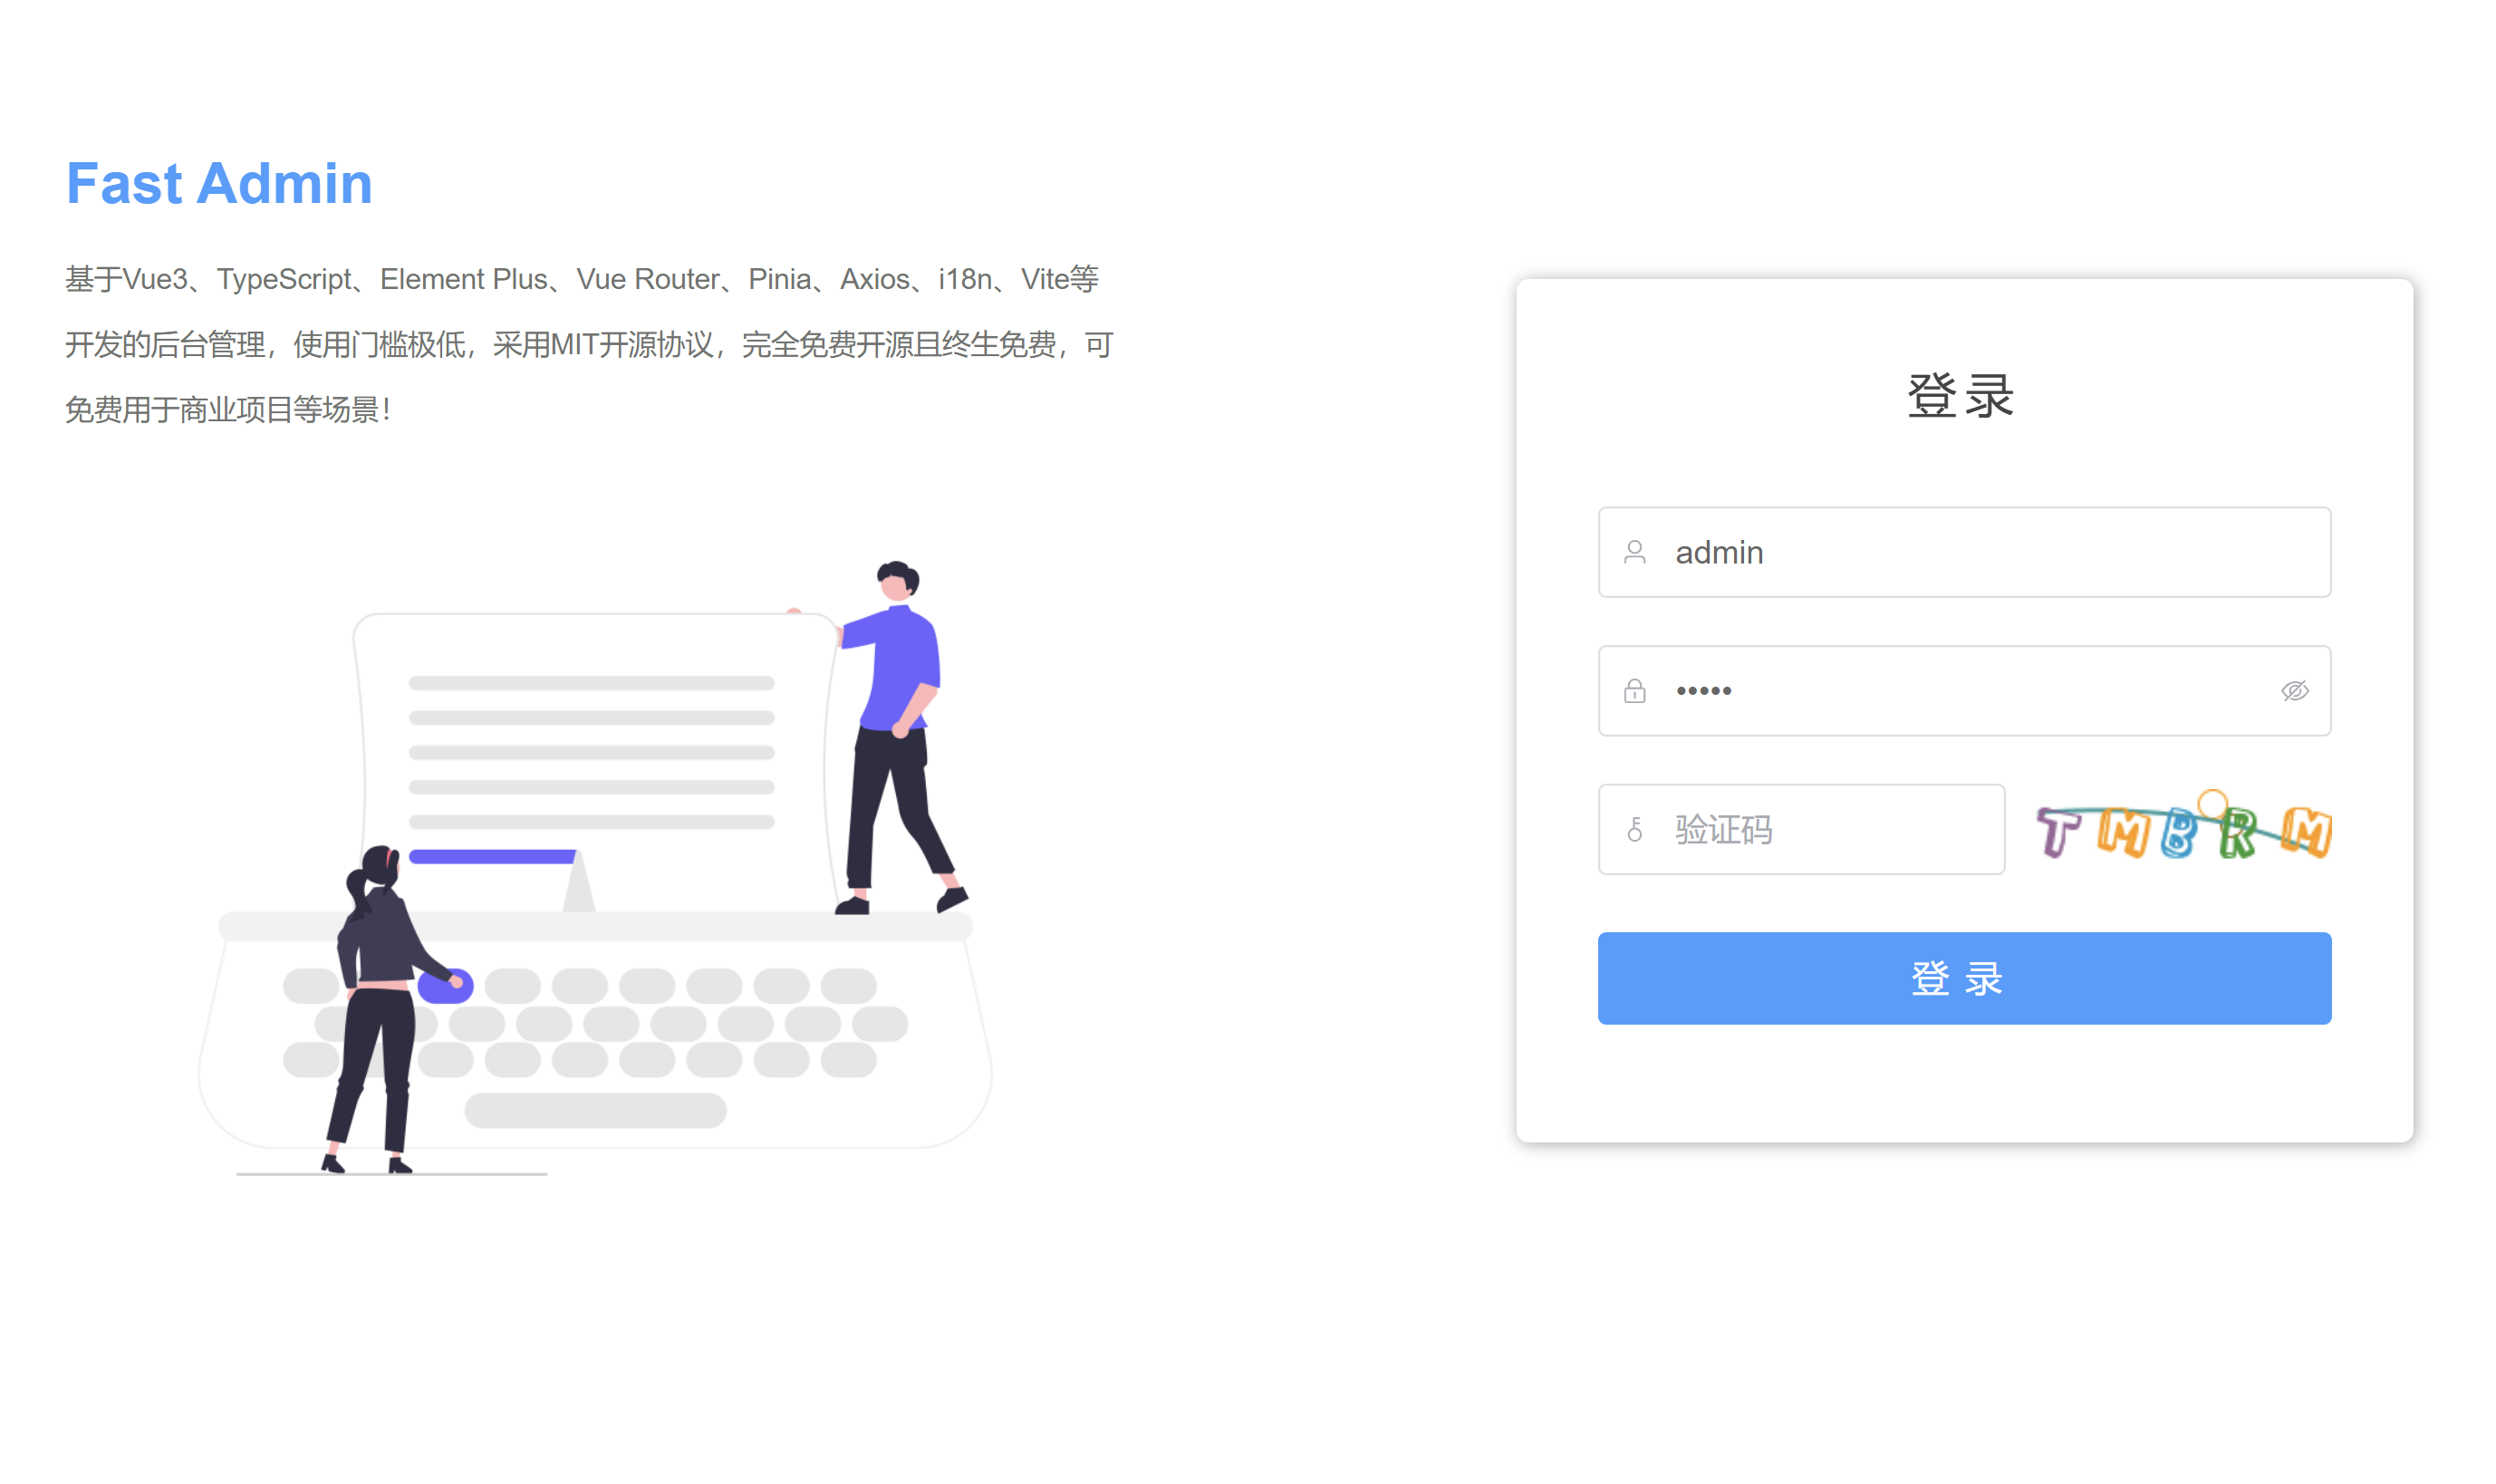 Fast Admin
基于Vue3、TypeScript、Element Plus、Vue Router、Pinia、Axios、i18n、Vite等
开发的后台管理，使用门槛极低，采用MIT开源协议，完全免费开源且终生免费，可
免费用于商业项目等场景！
登录
admin
•••••
验证码
TMBRM
登 录